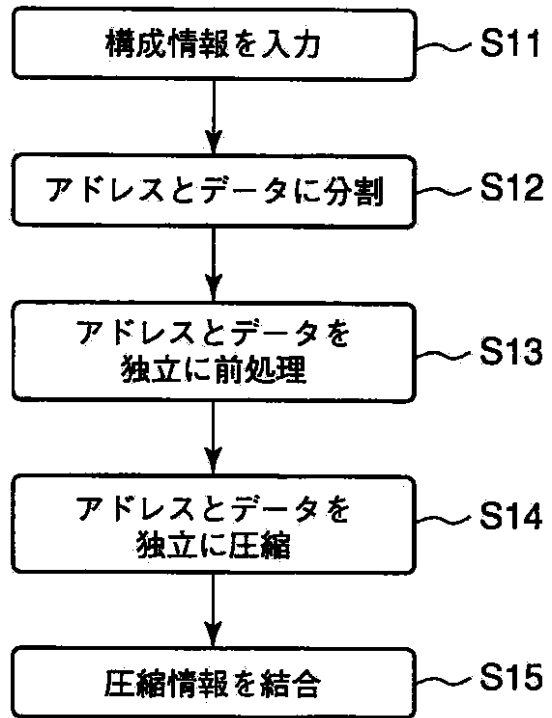 構成情報を入力
S11
アドレスとデータに分割
S12
アドレスとデータを
独立に前処理
S13
アドレスとデータを
独立に圧縮
S14
圧縮情報を結合
S15